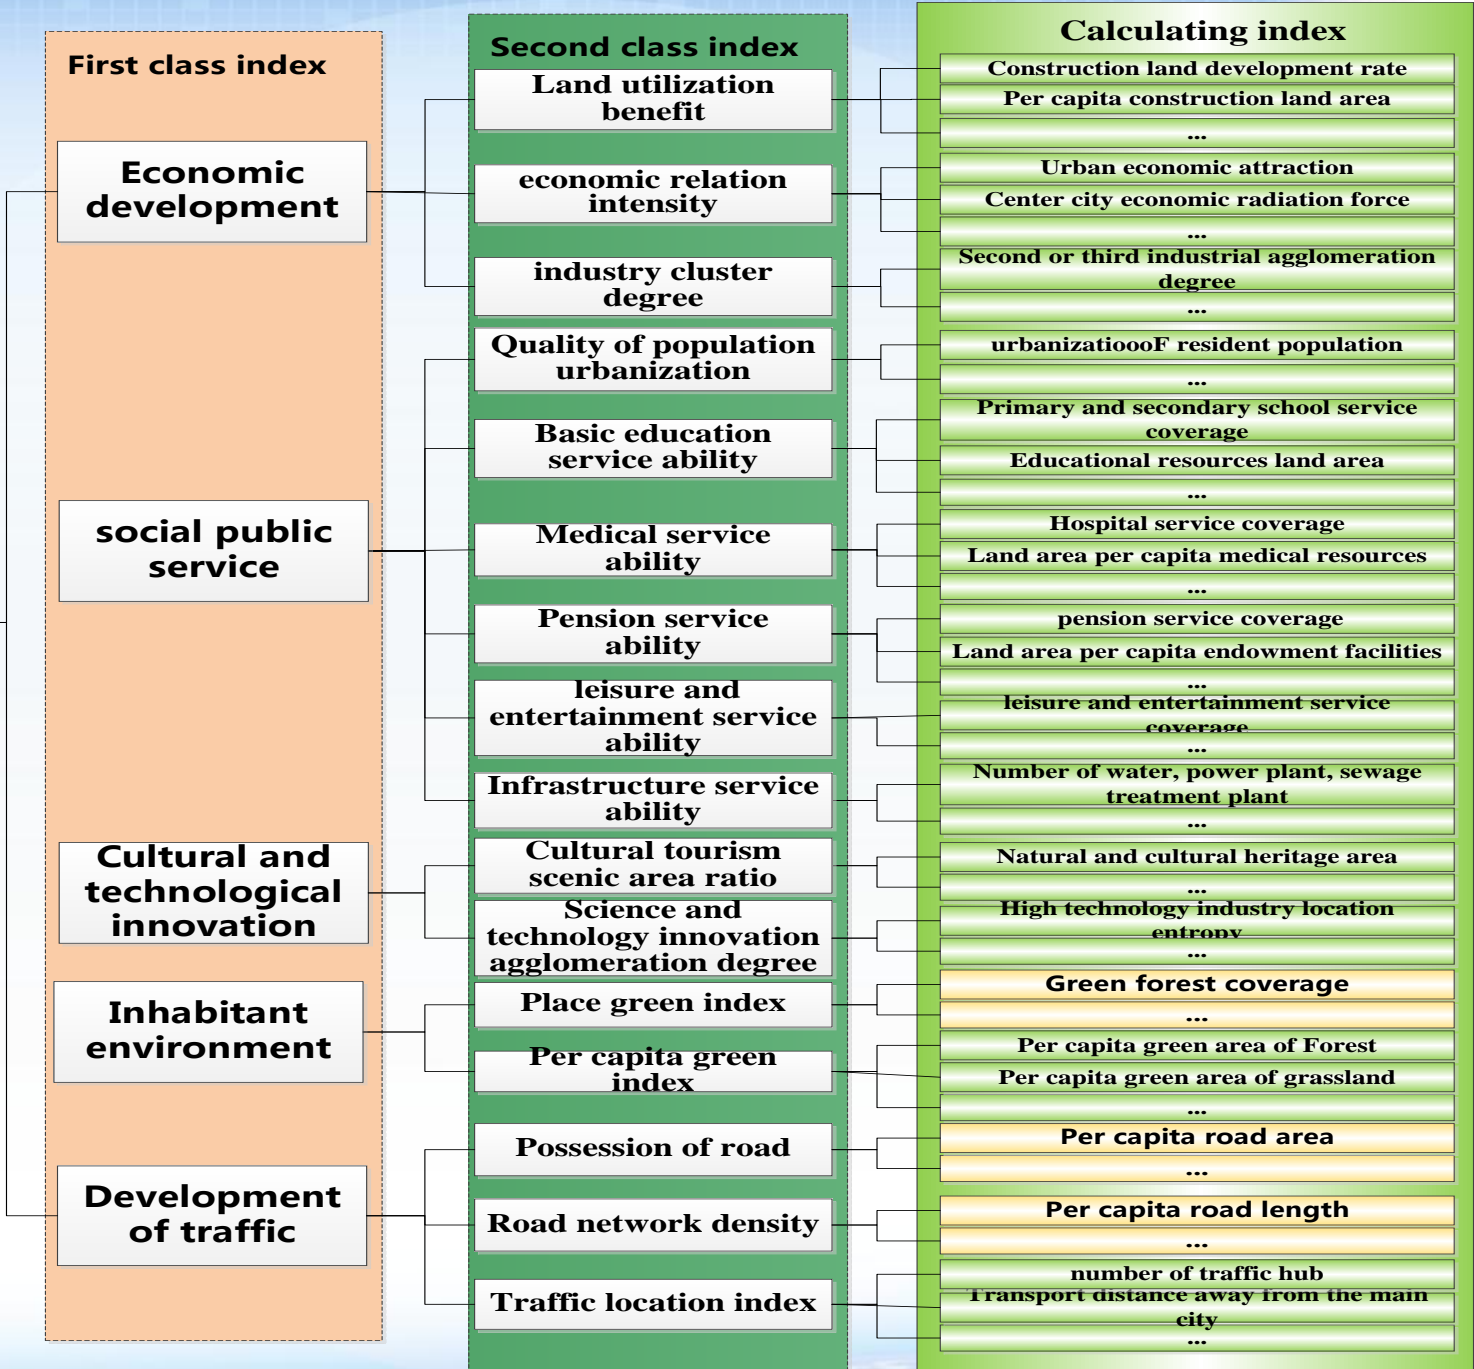 First class index
Economic
development
social public
service
Cultural and
technological
innovation
Inhabitant
environment
Development
of traffic
Second class index
Land utilization
benefit
economic relation
intensity
industry cluster
degree
Quality of population
urbanization
Basic education
service ability
Medical service
ability
Pension service
ability
leisure and
entertainment service
ability
Infrastructure service
ability
Cultural tourism
scenic area ratio
Science and
technology innovation
agglomeration degree
Place green index
Per capita green
index
Possession of road
Road network density
Traffic location index
Calculating index
Construction land development rate
Per capita construction land area
...
Urban economic attraction
Center city economic radiation force
...
Second or third industrial agglomeration
degree
...
urbanizatioooF resident population
...
Primary and secondary school service
coverage
Educational resources land area
...
Hospital service coverage
Land area per capita medical resources
...
pension service coverage
Land area per capita endowment facilities
...
leisure and entertainment service
coverage
...
Number of water, power plant, sewage
treatment plant
...
Natural and cultural heritage area
...
High technology industry location
entropy
...
Green forest coverage
...
Per capita green area of Forest
Per capita green area of grassland
...
Per capita road area
...
Per capita road length
...
number of traffic hub
Transport distance away from the main
city
...